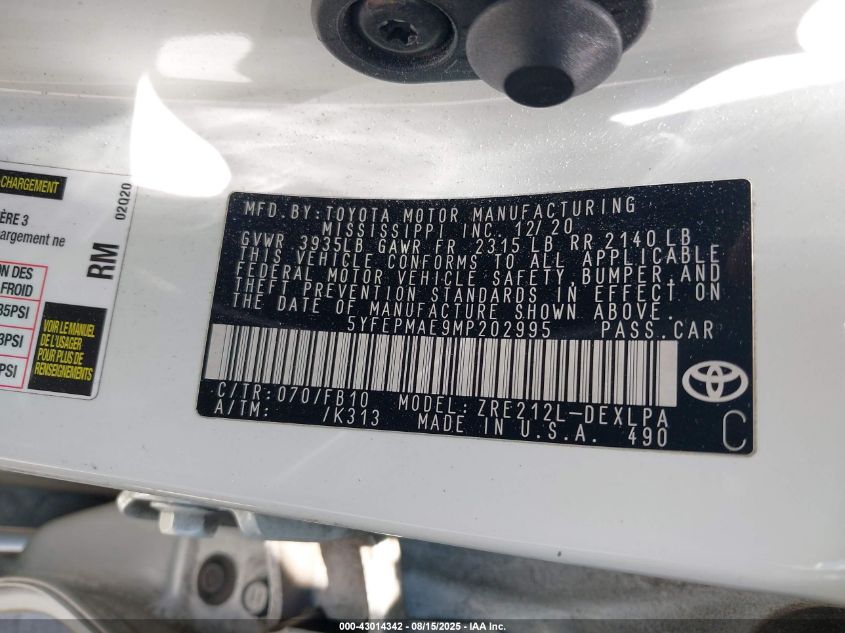 -CHARGEMENT
02Q20
ÈRE 3
chargement ne
RM
ON DES
FROID
35PSI
3PSI
PSI
VOIR LE MANUEL
DE L'USAGER
POUR PLUS DE
RENSEIGNEMENTS
MFD. BY: TOYOTA MOTOR MANUFACTURING
MISSISSIPPI INC. 12/20
GVWR 3935LB GAWR FR 2315 LB RR 2140 LB
THIS VEHICLE CONFORMS TO ALL APPLICABLE
FEDERAL MOTOR VEHICLE SAFETY, BUMPER, AND
THEFT PREVENTION STANDARDS IN EFFECT ON
THE DATE OF MANUFACTURE SHOWN ABOVE.
5YFEPMAE9MP202995 PASS. CAR
C/TR: 070/FB10 MODEL: ZRE212L-DEXLPA
A/TM: /K313 MADE IN U.S.A. 490
C
000-43014342 - 08/15/2025 - IAA Inc.